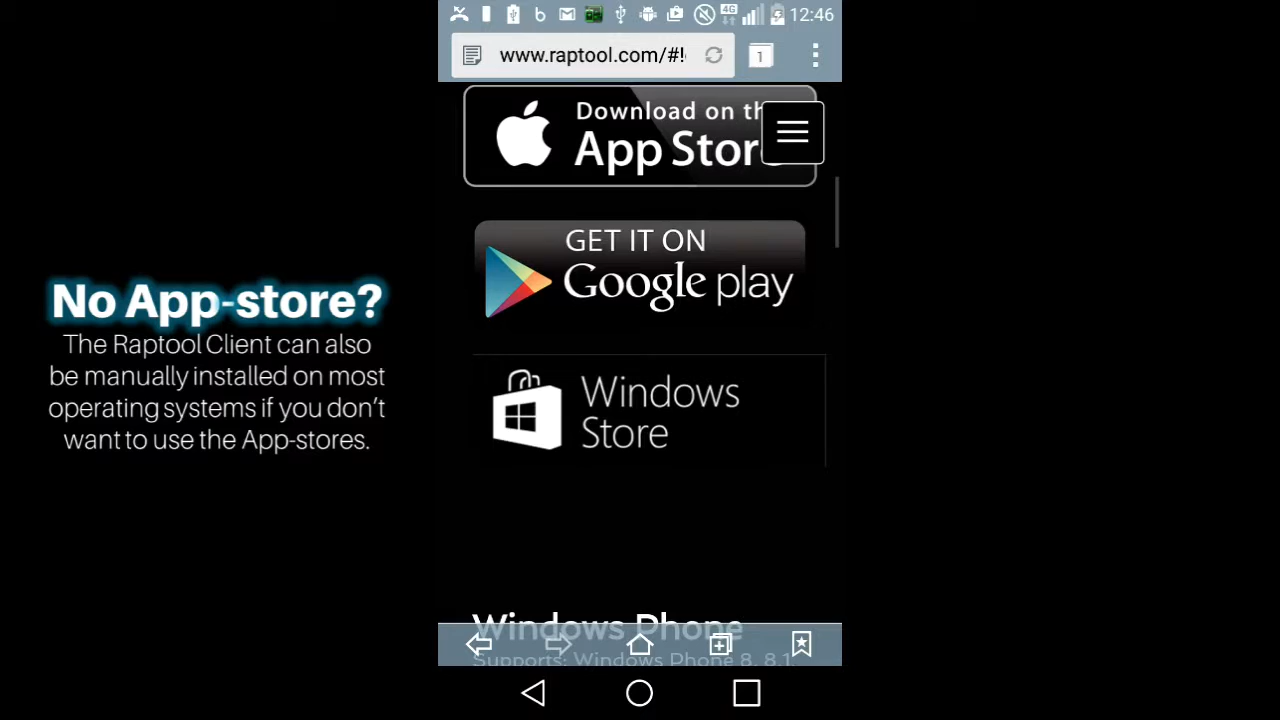 No App-store?
The Raptool Client can also
be manually installed on most
operating systems if you don't
want to use the App-stores.
b 4G 12:46
www.raptool.com/#! 1
Download on th
App Stor
GET IT ON
Google play
Windows
Store
Windows Phone
Supports: Windows Phone 8, 8.1